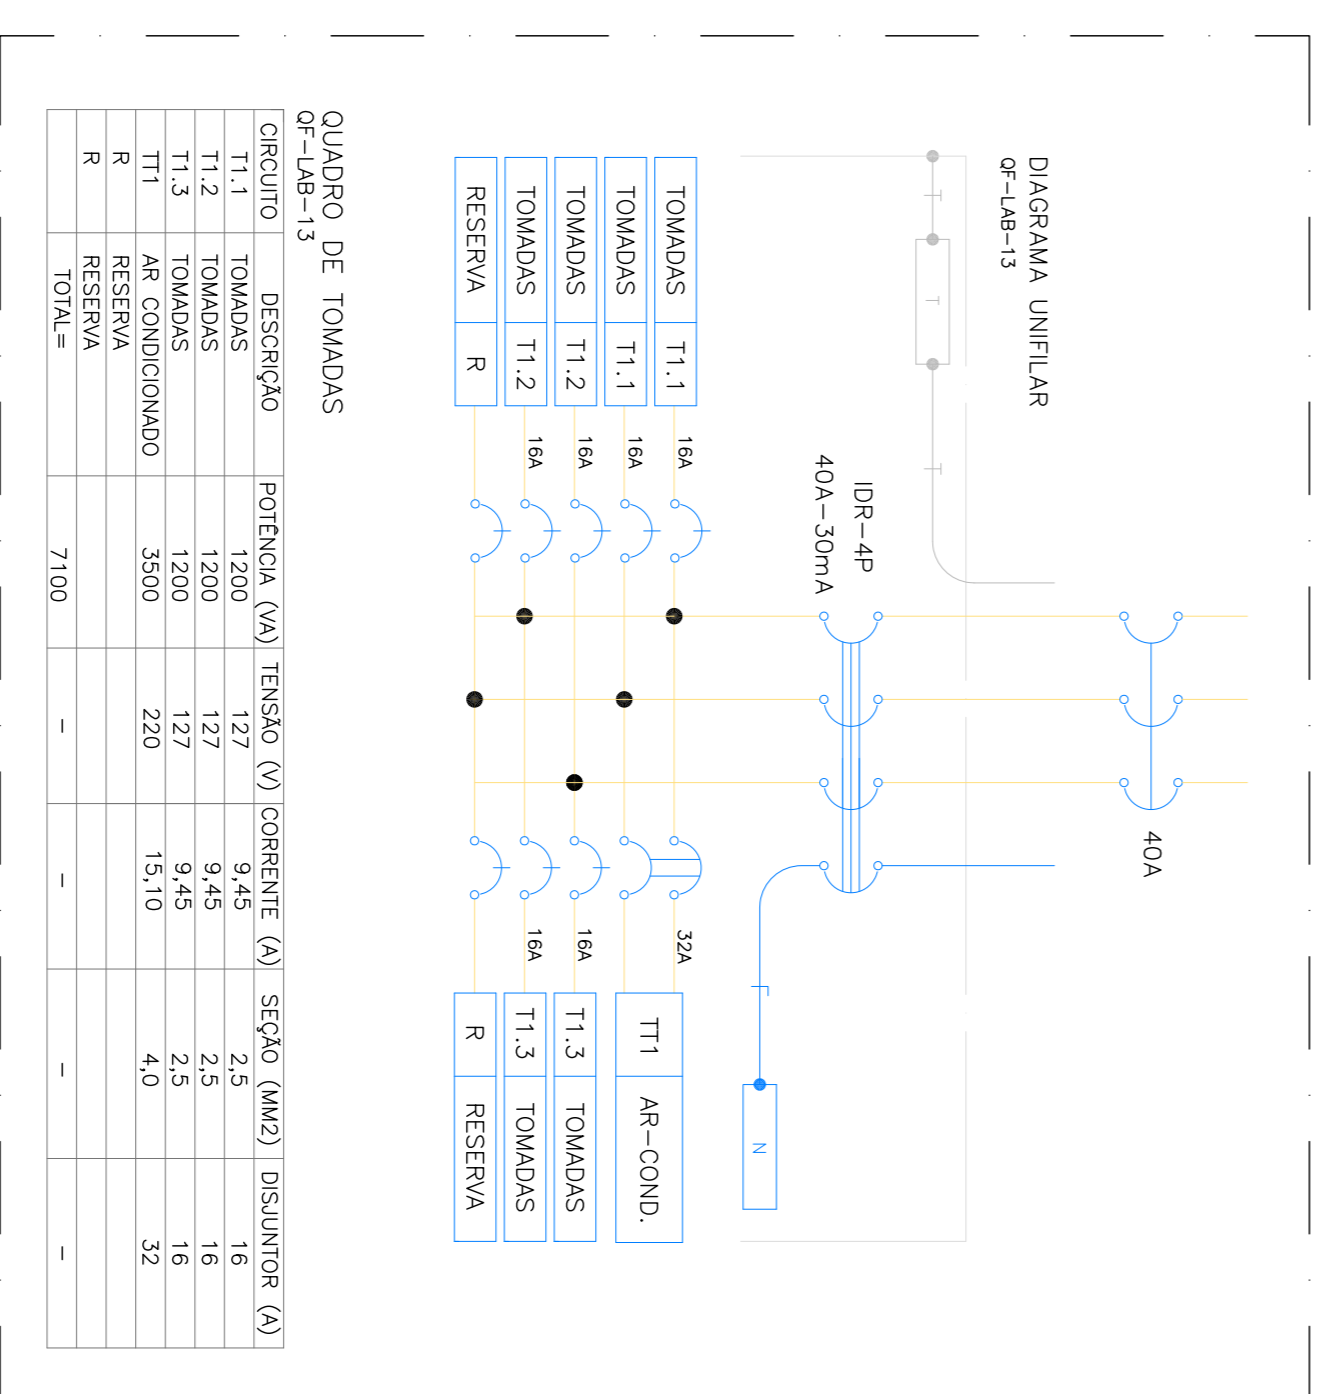 DIAGRAMA UNIFILAR
QF-LAB-13
T
40A
IDR-4P
40A-30mA
N
TOMADAS T1.1 16A 32A TT1 AR-COND.
TOMADAS T1.1 16A
TOMADAS T1.2 16A 16A T1.3 TOMADAS
TOMADAS T1.2 16A 16A T1.3 TOMADAS
RESERVA R R RESERVA
QUADRO DE TOMADAS
QF-LAB-13
CIRCUITO DESCRIÇÃO POTÊNCIA (VA) TENSÃO (V) CORRENTE (A) SEÇÃO (MM2) DISJUNTOR (A)
T1.1 TOMADAS 1200 127 9,45 2,5 16
T1.2 TOMADAS 1200 127 9,45 2,5 16
T1.3 TOMADAS 1200 127 9,45 2,5 16
TT1 AR CONDICIONADO 3500 220 15,10 4,0 32
R RESERVA
R RESERVA
TOTAL= 7100 - - - -